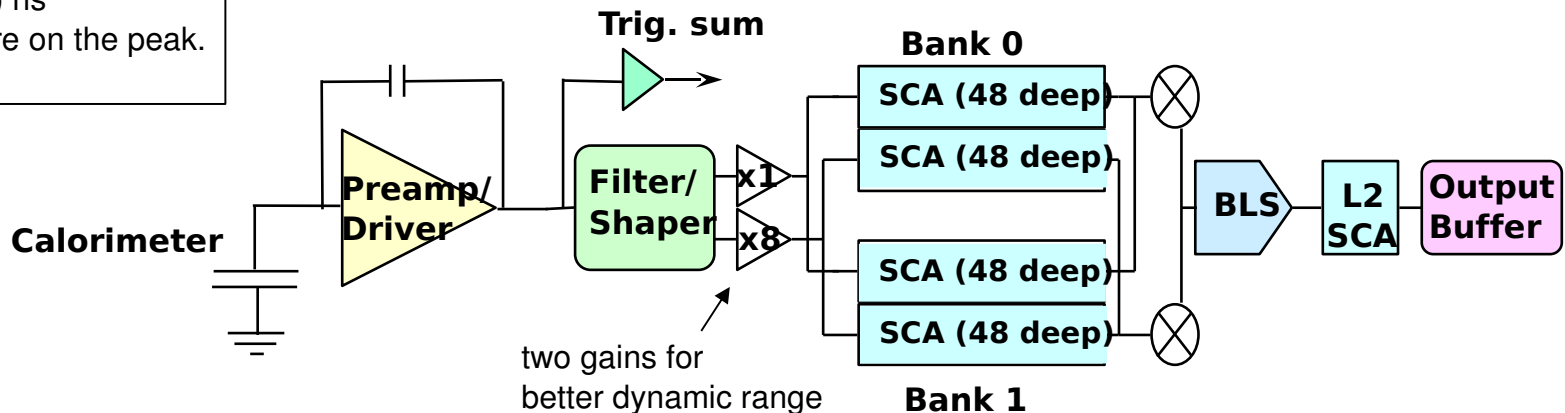 ns
re on the peak.
Trig. sum
Bank 0
SCA (48 deep)
SCA (48 deep)
Preamp/
Driver
Filter/
Shaper
x1
x8
Calorimeter
BLS
L2
SCA
Output
Buffer
SCA (48 deep)
SCA (48 deep)
two gains for
better dynamic range
Bank 1